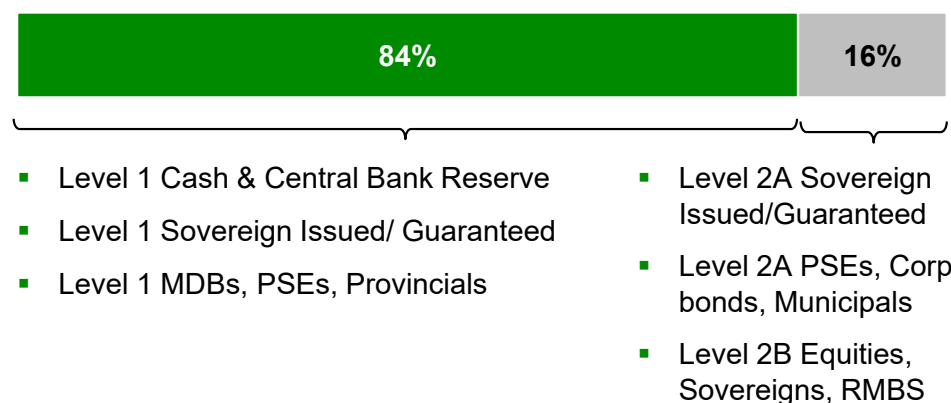 84%
16%
▪ Level 1 Cash & Central Bank Reserve
▪ Level 1 Sovereign Issued/ Guaranteed
▪ Level 1 MDBs, PSEs, Provincials
▪ Level 2A Sovereign
Issued/Guaranteed
▪ Level 2A PSEs, Corp
bonds, Municipals
▪ Level 2B Equities,
Sovereigns, RMBS